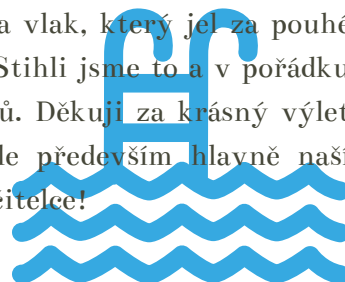 a vlak, který jel za pouhé
Stihli jsme to a v pořádku
ů. Děkuji za krásný výlet
le především hlavně naší
čitelce!